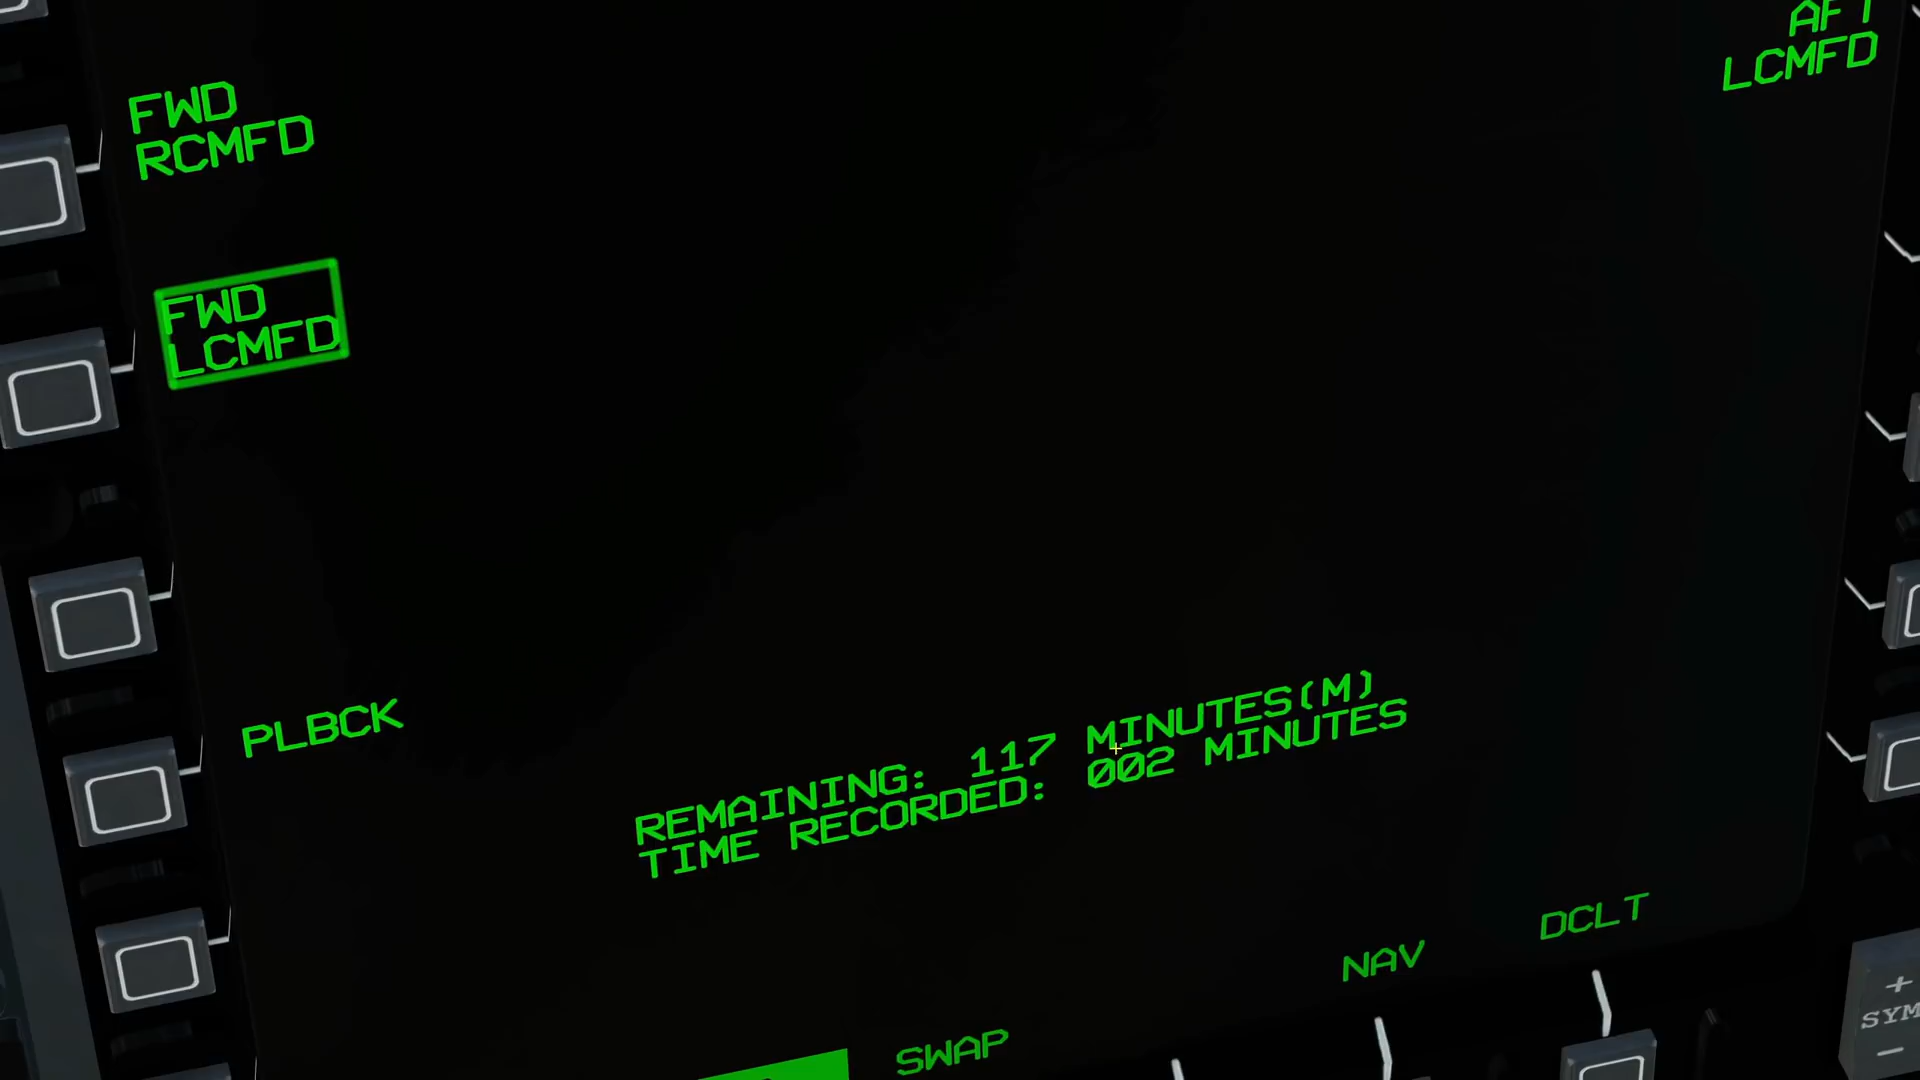 AFT
LCMFD
FWD
RCMFD
FWD
LCMFD
PLBCK
REMAINING: 117 MINUTES(M)
TIME RECORDED: 002 MINUTES
DCLT
NAV
SWAP
+
SYM
-